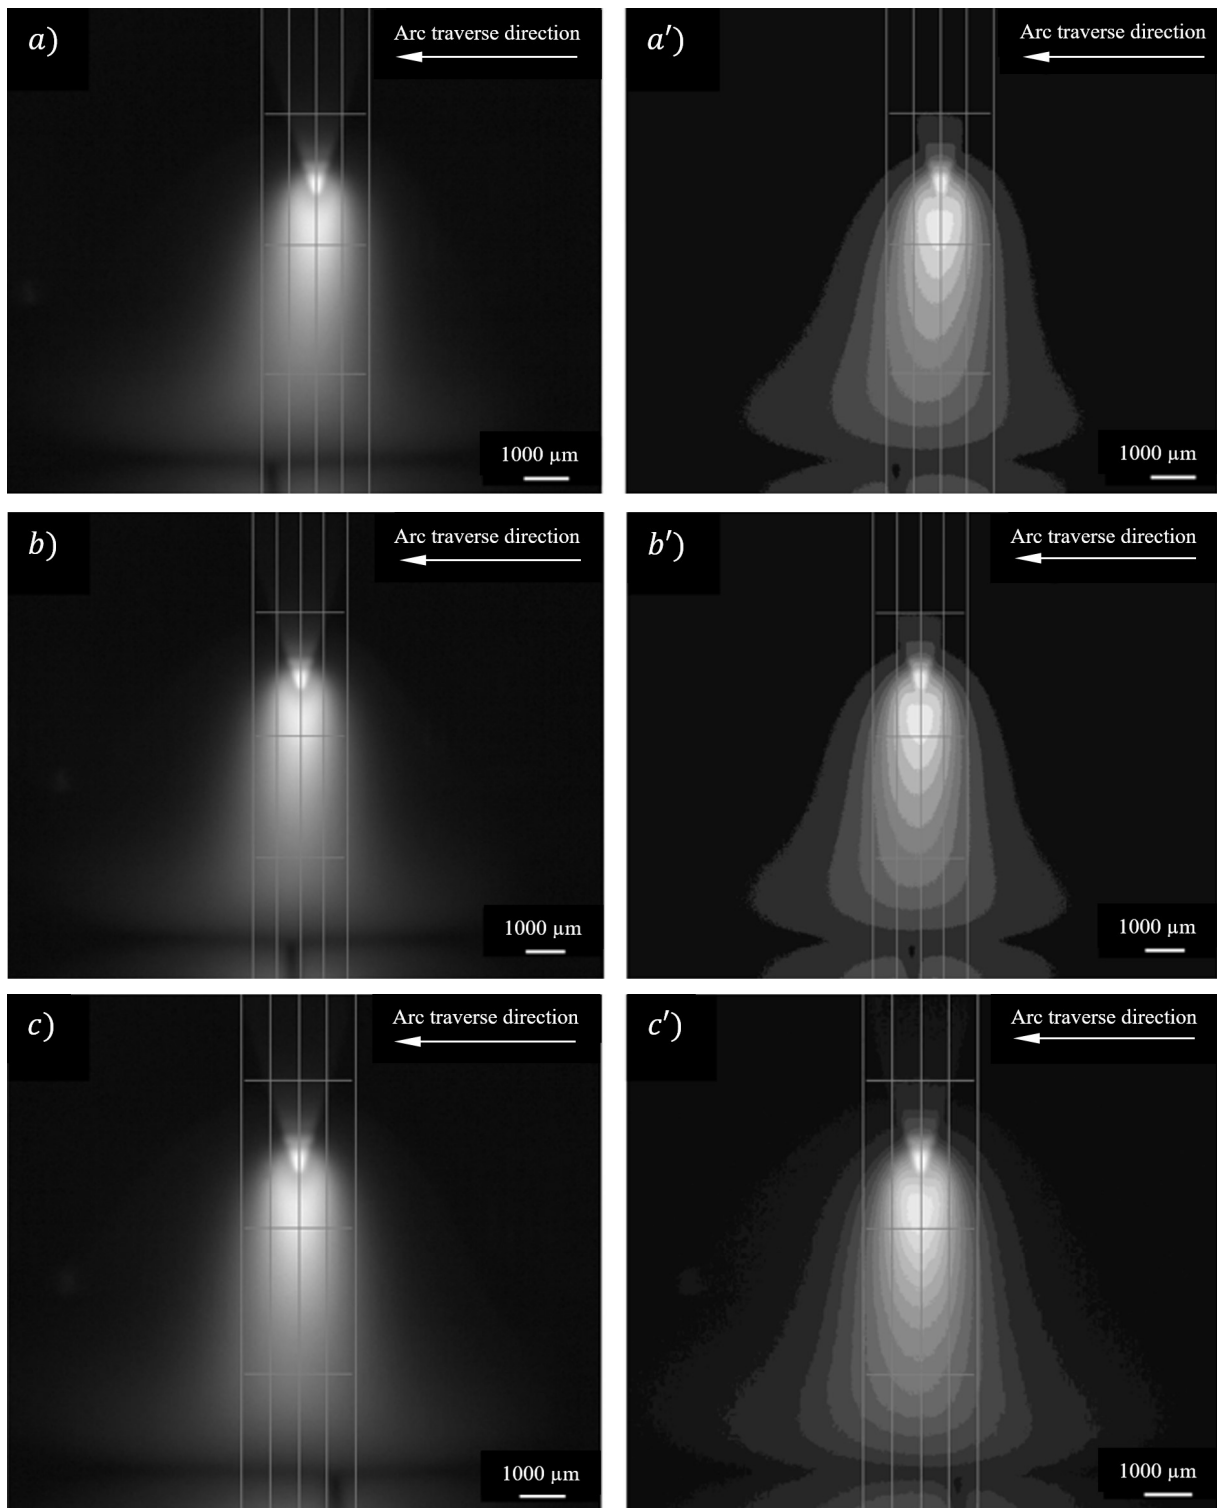 a)
Arc traverse direction
1000 µm
a′)
Arc traverse direction
1000 µm
b)
Arc traverse direction
1000 µm
b′)
Arc traverse direction
1000 µm
c)
Arc traverse direction
1000 µm
c′)
Arc traverse direction
1000 µm